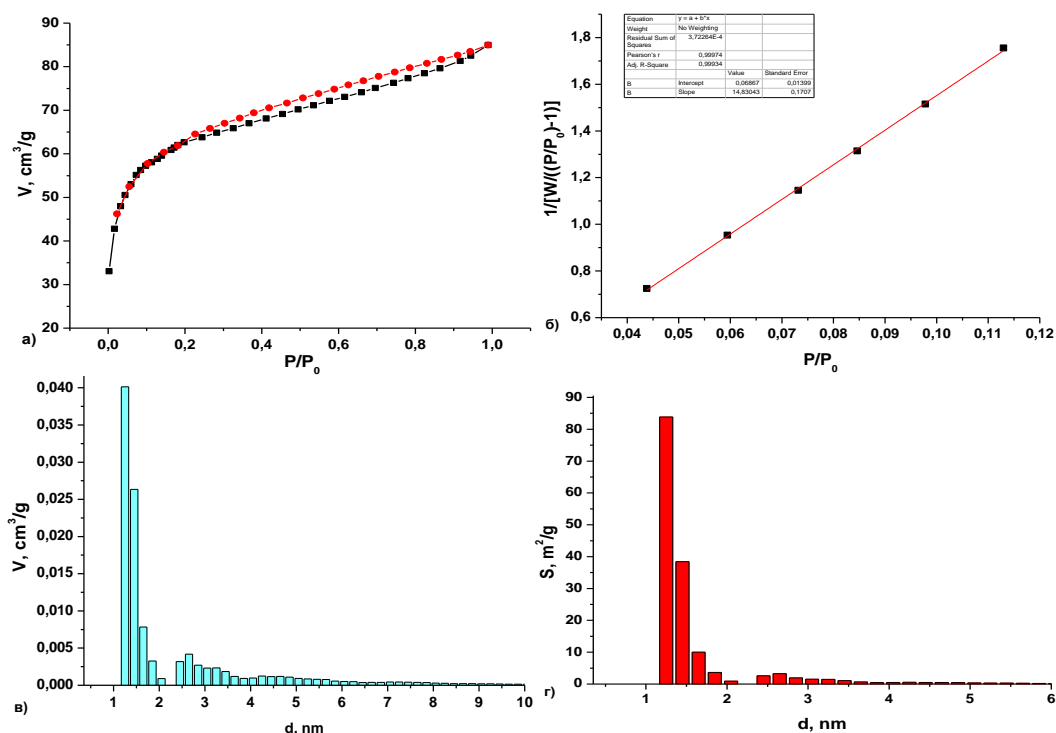 90
80
70
60
50
40
30
20
V, cm³/g
0,0 0,2 0,4 0,6 0,8 1,0
P/P₀
а)
Equation y = a + b*x
Weight No Weighting
Residual Sum of Squares 3,72264E-4
Pearson's r 0,99974
Adj. R-Square 0,99934
Value Standard Error
B Intercept 0,06867 0,01399
B Slope 14,83043 0,1707
1,8
1,6
1,4
1,2
1,0
0,8
0,6
1/[W/((P/P₀)-1)]
0,04 0,05 0,06 0,07 0,08 0,09 0,10 0,11 0,12
P/P₀
б)
0,040
0,035
0,030
0,025
0,020
0,015
0,010
0,005
0,000
V, cm³/g
1 2 3 4 5 6 7 8 9 10
d, nm
в)
90
80
70
60
50
40
30
20
10
0
S, m²/g
1 2 3 4 5 6
d, nm
г)